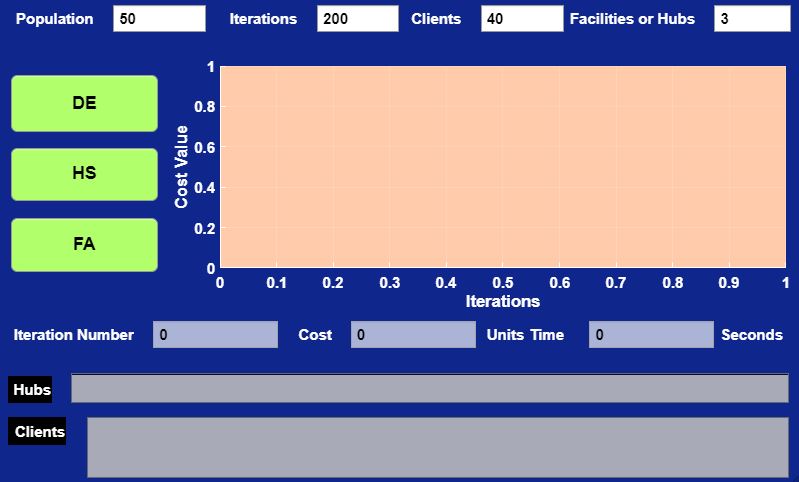 Population 50 Iterations 200 Clients 40 Facilities or Hubs 3
DE
HS
FA
Cost Value
1
0.8
0.6
0.4
0.2
0
0 0.1 0.2 0.3 0.4 0.5 0.6 0.7 0.8 0.9 1
Iterations
Iteration Number 0 Cost 0 Units Time 0 Seconds
Hubs
Clients